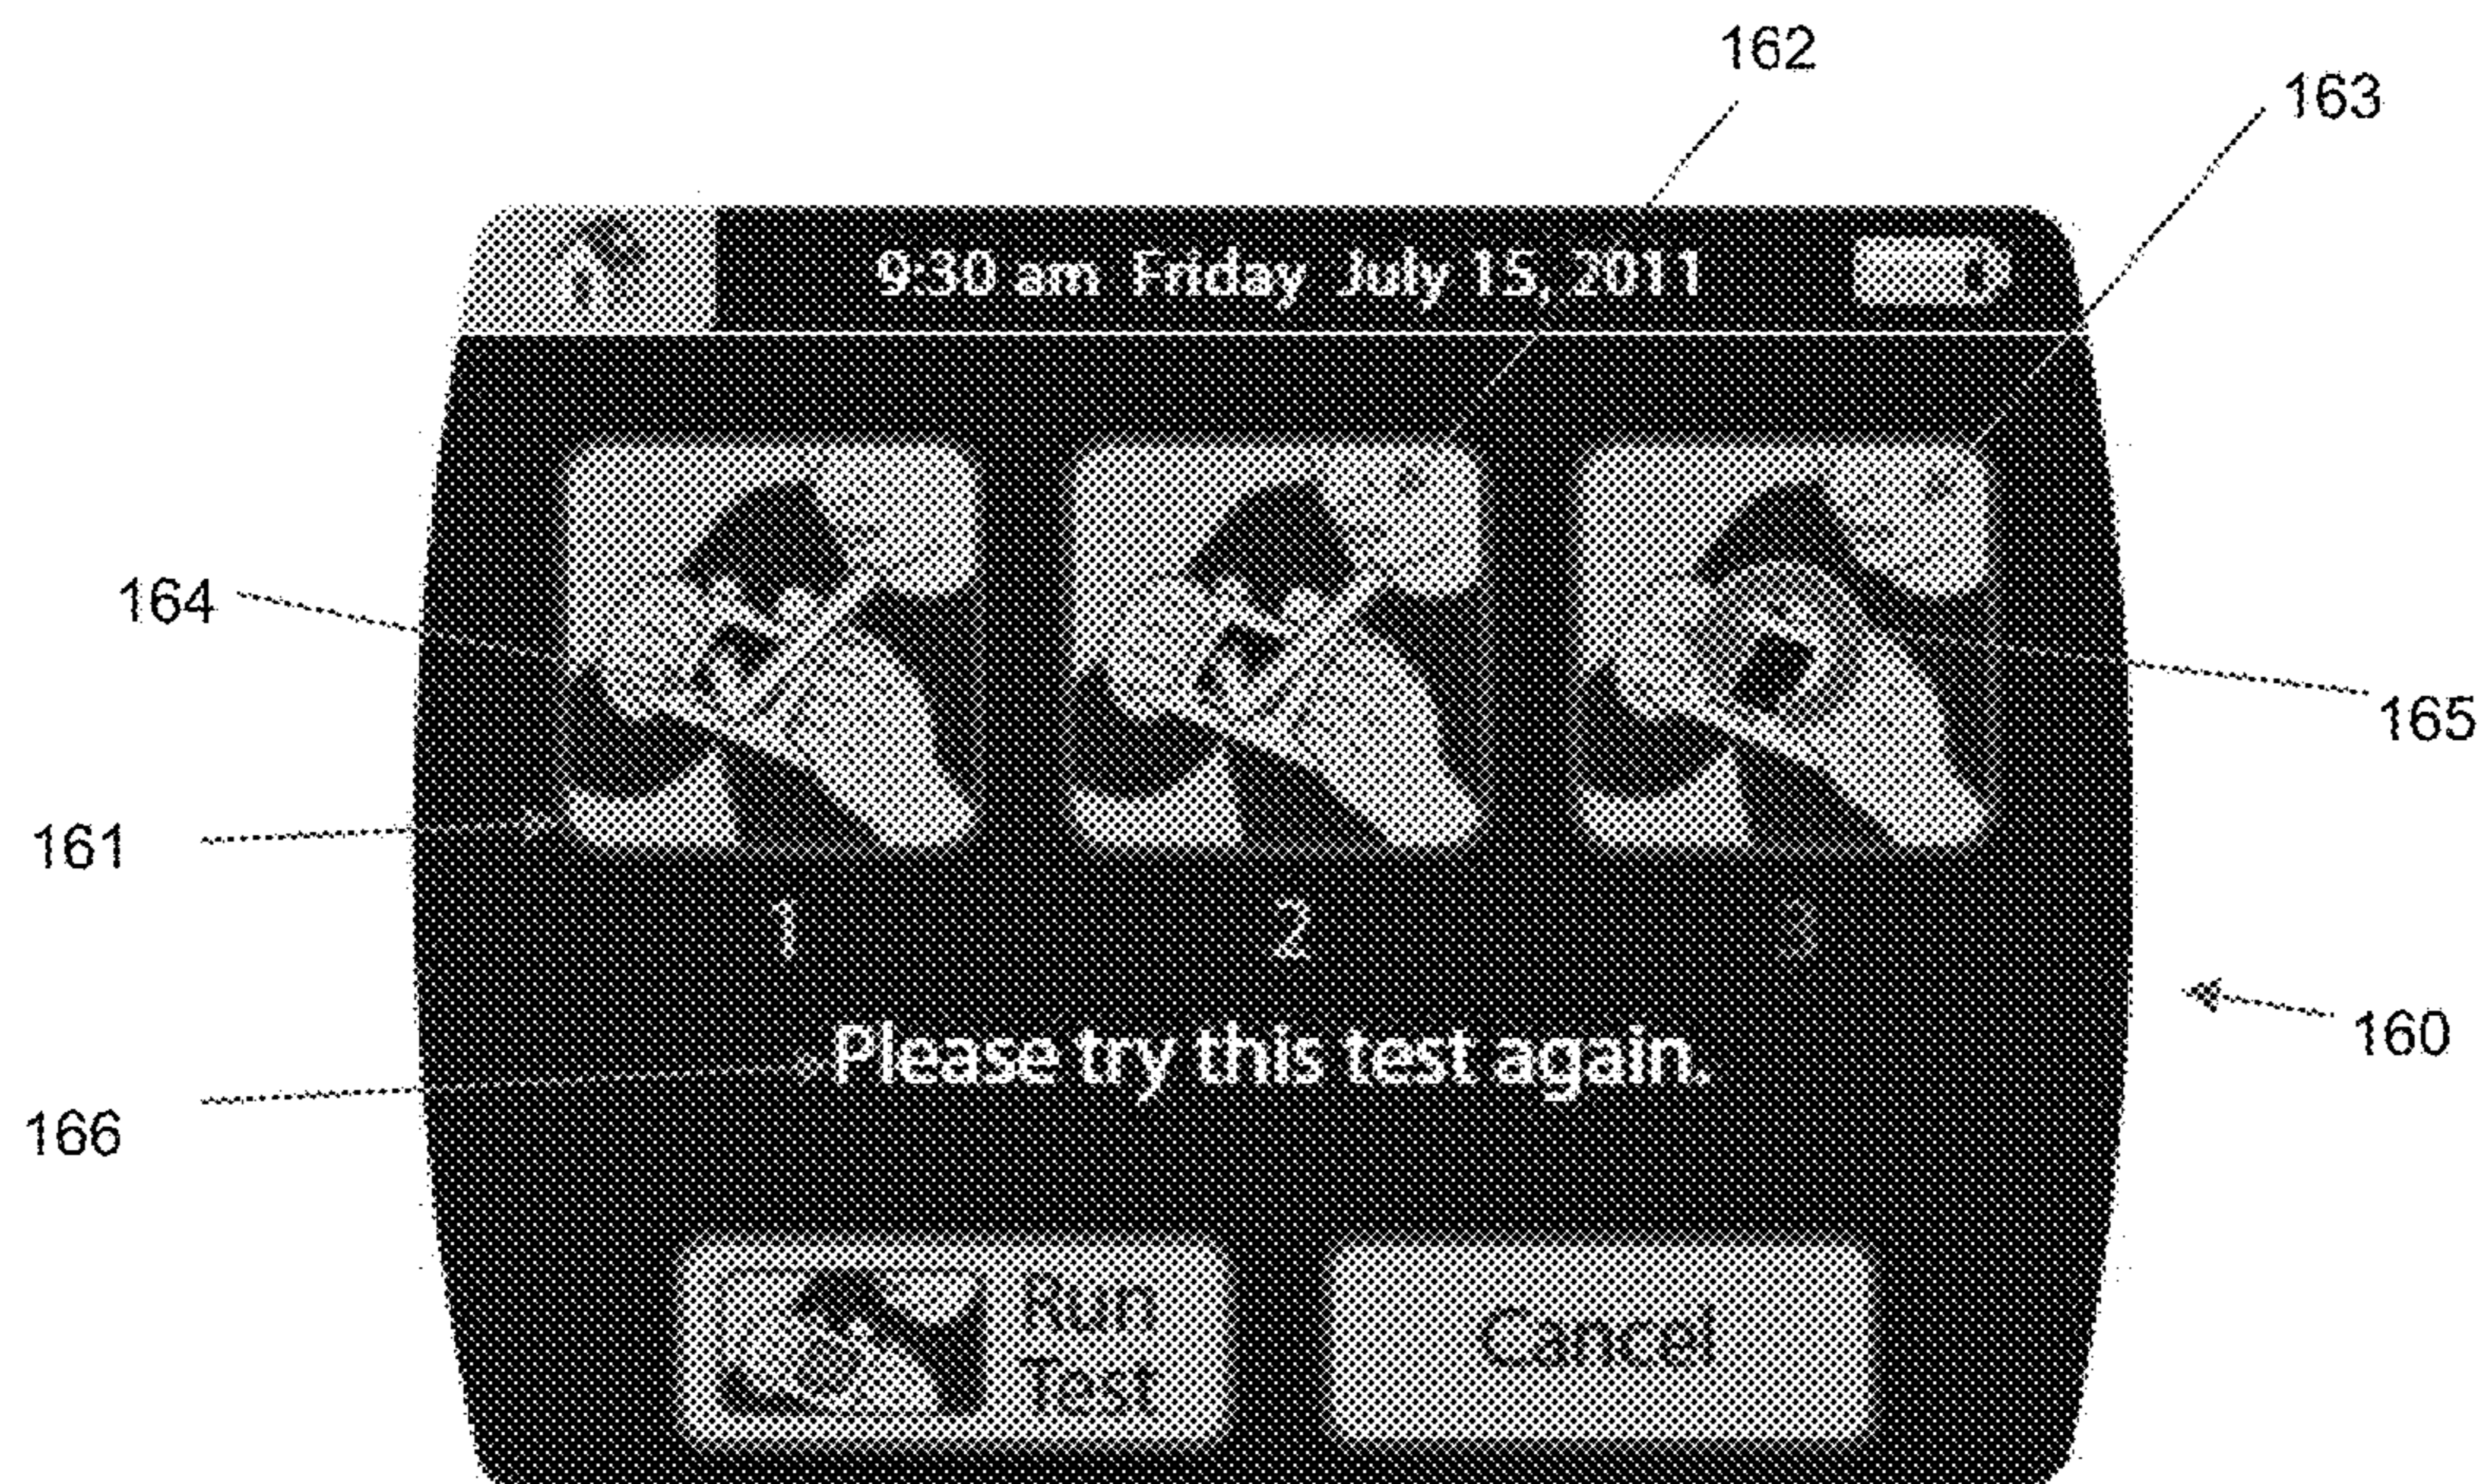 162
163
9:30 am Friday July 15, 2011
164
165
161
1 2 3
160
Please try this test again.
166
Run
Test
Cancel